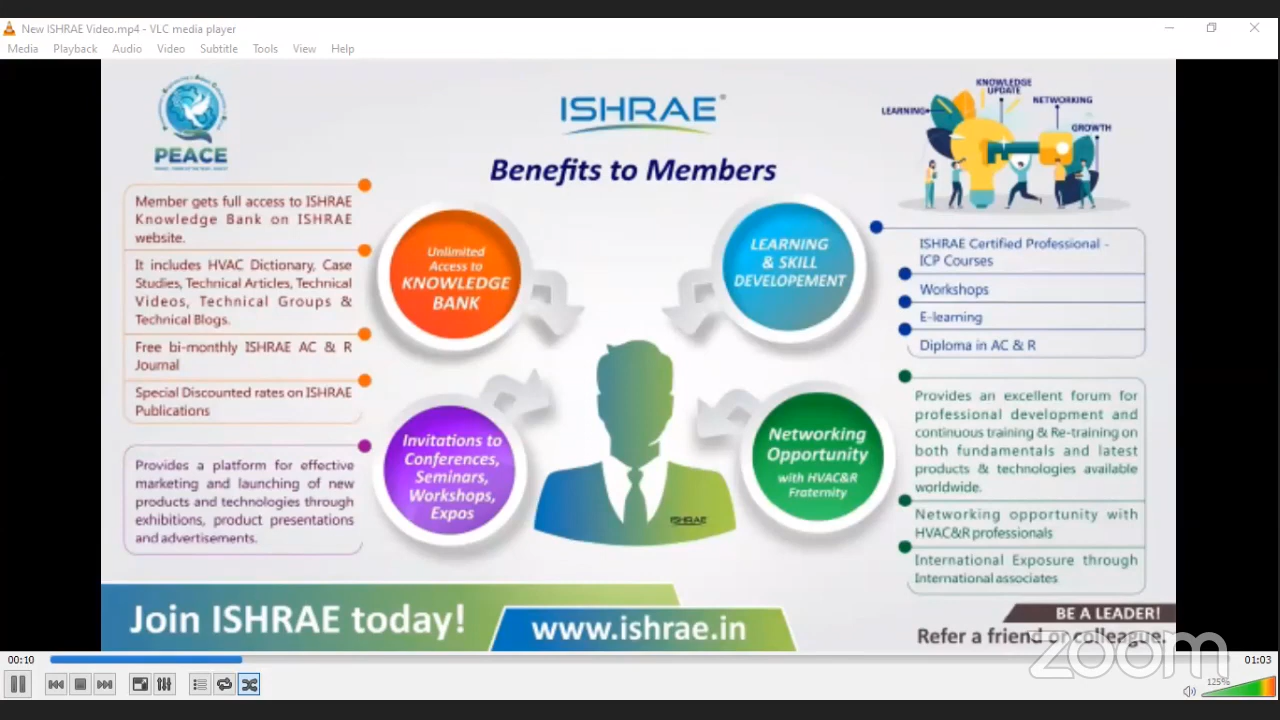 New ISHRAE Video.mp4 - VLC media player
Media Playback Audio Video Subtitle Tools View Help
PEACE
ISHRAE
Benefits to Members
KNOWLEDGE
UPDATE
LEARNING
NETWORKING
GROWTH
Member gets full access to ISHRAE
Knowledge Bank on ISHRAE
website.
It includes HVAC Dictionary, Case
Studies, Technical Articles, Technical
Videos, Technical Groups &
Technical Blogs.
Free bi-monthly ISHRAE AC & R
Journal
Special Discounted rates on ISHRAE
Publications
Unlimited
Access to
KNOWLEDGE
BANK
LEARNING
& SKILL
DEVELOPEMENT
ISHRAE Certified Professional -
ICP Courses
Workshops
E-learning
Diploma in AC & R
Provides a platform for effective
marketing and launching of new
products and technologies through
exhibitions, product presentations
and advertisements.
Invitations to
Conferences,
Seminars,
Workshops,
Expos
ISHRAE
Networking
Opportunity
with HVAC&R
Fraternity
Provides an excellent forum for
professional development and
continuous training & Re-training on
both fundamentals and latest
products & technologies available
worldwide.
Networking opportunity with
HVAC&R professionals
International Exposure through
International associates
Join ISHRAE today!
www.ishrae.in
BE A LEADER!
Refer a friend or colleague!
zoom
00:10
01:03
125%